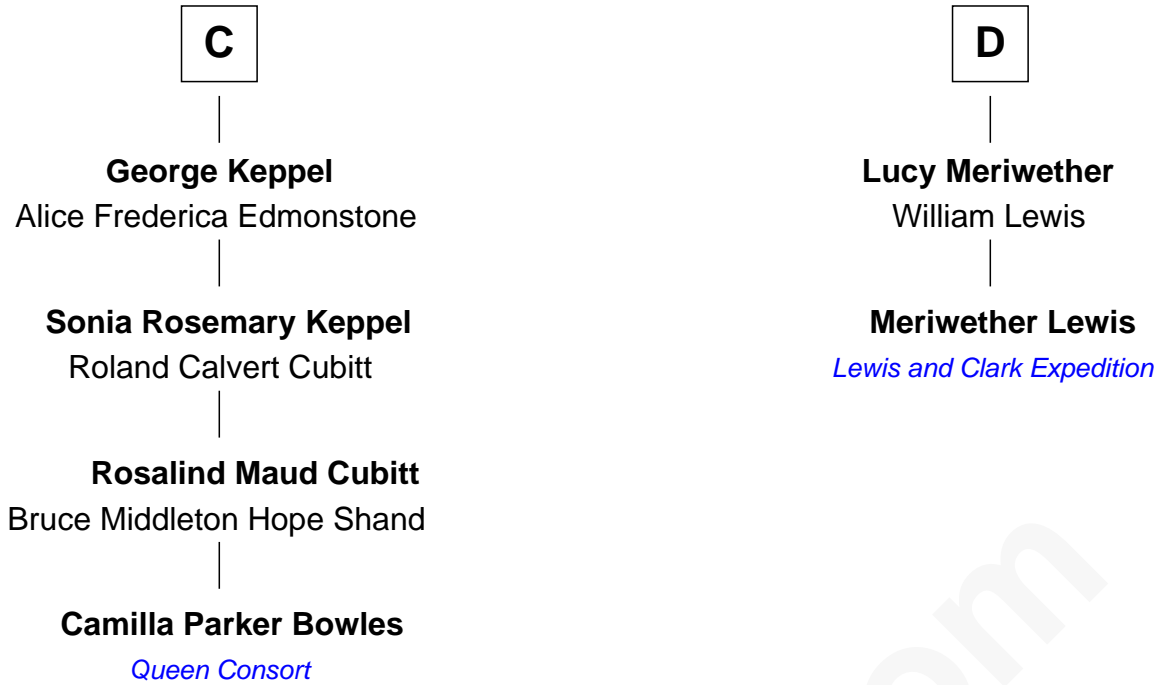 C
George Keppel
Alice Frederica Edmonstone
Sonia Rosemary Keppel
Roland Calvert Cubitt
Rosalind Maud Cubitt
Bruce Middleton Hope Shand
Camilla Parker Bowles
Queen Consort
D
Lucy Meriwether
William Lewis
Meriwether Lewis
Lewis and Clark Expedition
om